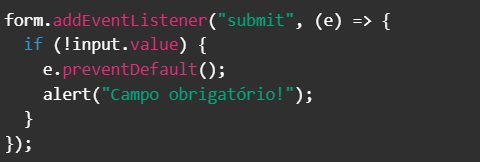 form.addEventListener("submit", (e) => {
  if (!input.value) {
    e.preventDefault();
    alert("Campo obrigatório!");
  }
});